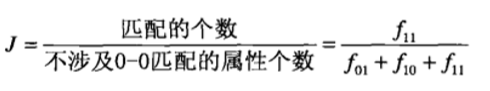 J = 匹配的个数 / 不涉及0-0匹配的属性个数 = f₁₁ / f₀₁ + f₁₀ + f₁₁